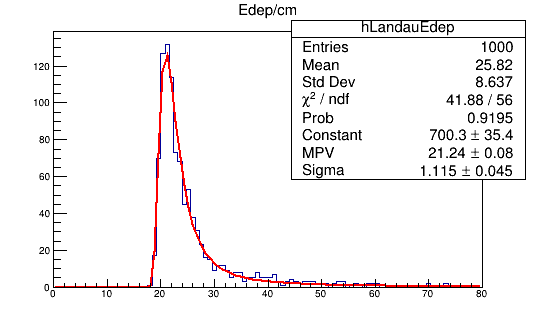 Edep/cm
hLandauEdep
Entries 1000
Mean 25.82
Std Dev 8.637
χ² / ndf 41.88 / 56
Prob 0.9195
Constant 700.3 ± 35.4
MPV 21.24 ± 0.08
Sigma 1.115 ± 0.045
120
100
80
60
40
20
0
0 10 20 30 40 50 60 70 80